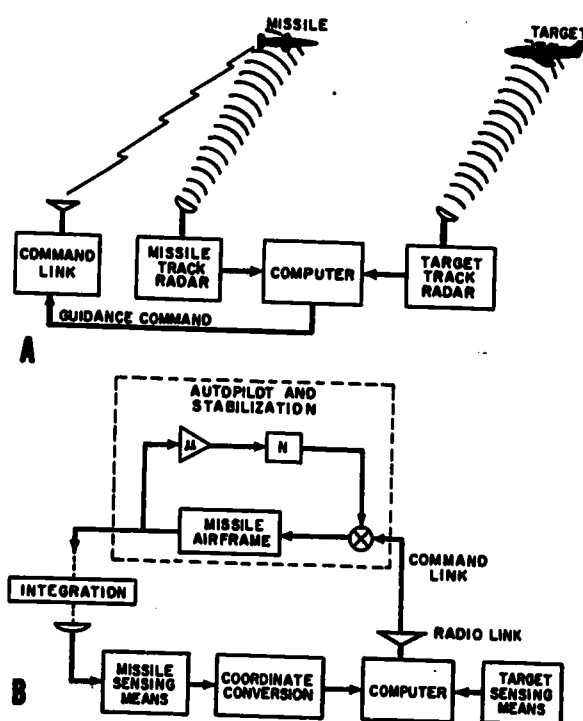 MISSILE
TARGET
COMMAND
LINK
MISSILE
TRACK
RADAR
COMPUTER
TARGET
TRACK
RADAR
GUIDANCE COMMAND
A
AUTOPILOT AND
STABILIZATION
μ
N
MISSILE
AIRFRAME
COMMAND
LINK
INTEGRATION
RADIO LINK
B
MISSILE
SENSING
MEANS
COORDINATE
CONVERSION
COMPUTER
TARGET
SENSING
MEANS